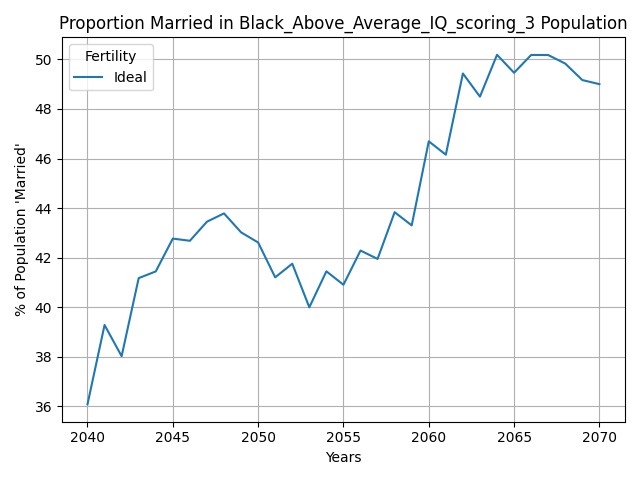 Proportion Married in Black_Above_Average_IQ_scoring_3 Population
Fertility
Ideal
% of Population 'Married'
50
48
46
44
42
40
38
36
2040 2045 2050 2055 2060 2065 2070
Years